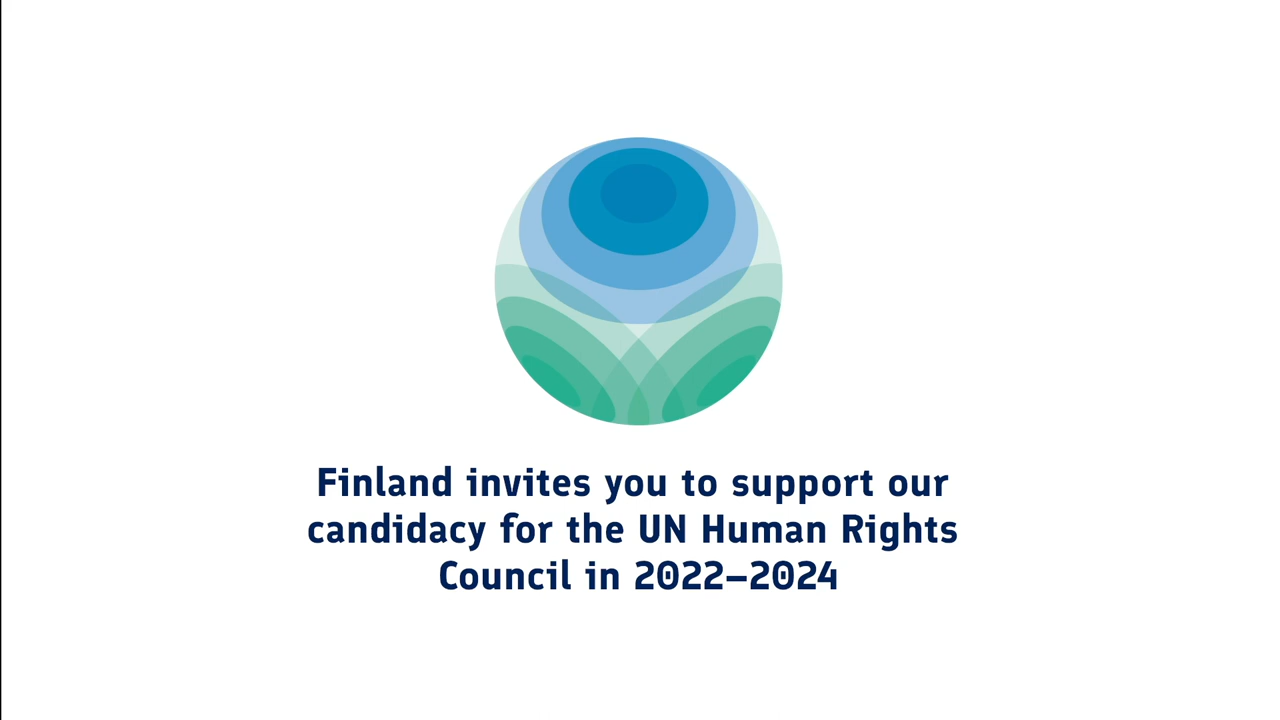 Finland invites you to support our
candidacy for the UN Human Rights
Council in 2022–2024